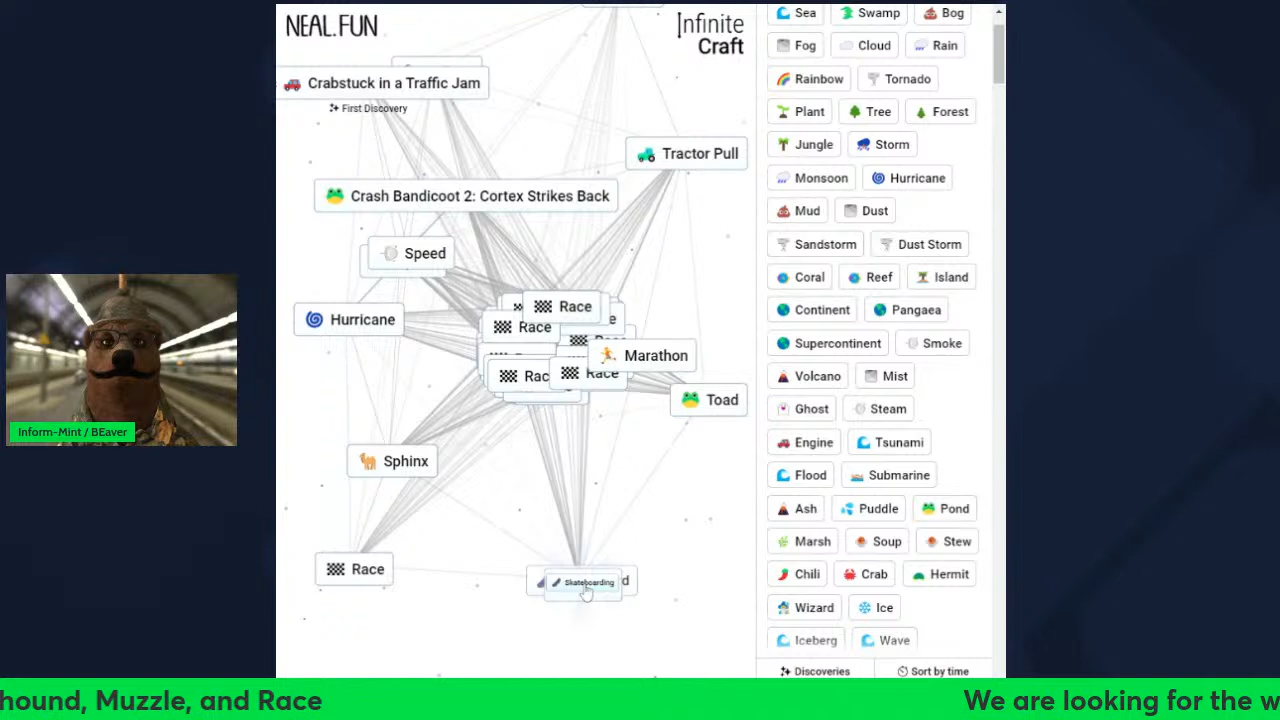 NEAL.FUN
Infinite
Craft
Crabstuck in a Traffic Jam
First Discovery
Tractor Pull
Crash Bandicoot 2: Cortex Strikes Back
Speed
Hurricane
Race
Race
Marathon
Race
Race
Toad
Sphinx
Race
Skateboarding
Sea
Swamp
Bog
Fog
Cloud
Rain
Rainbow
Tornado
Plant
Tree
Forest
Jungle
Storm
Monsoon
Hurricane
Mud
Dust
Sandstorm
Dust Storm
Coral
Reef
Island
Continent
Pangaea
Supercontinent
Smoke
Volcano
Mist
Ghost
Steam
Engine
Tsunami
Flood
Submarine
Ash
Puddle
Pond
Marsh
Soup
Stew
Chili
Crab
Hermit
Wizard
Ice
Iceberg
Wave
Discoveries
Sort by time
Inform-Mint / BEaver
hound, Muzzle, and Race
We are looking for the w